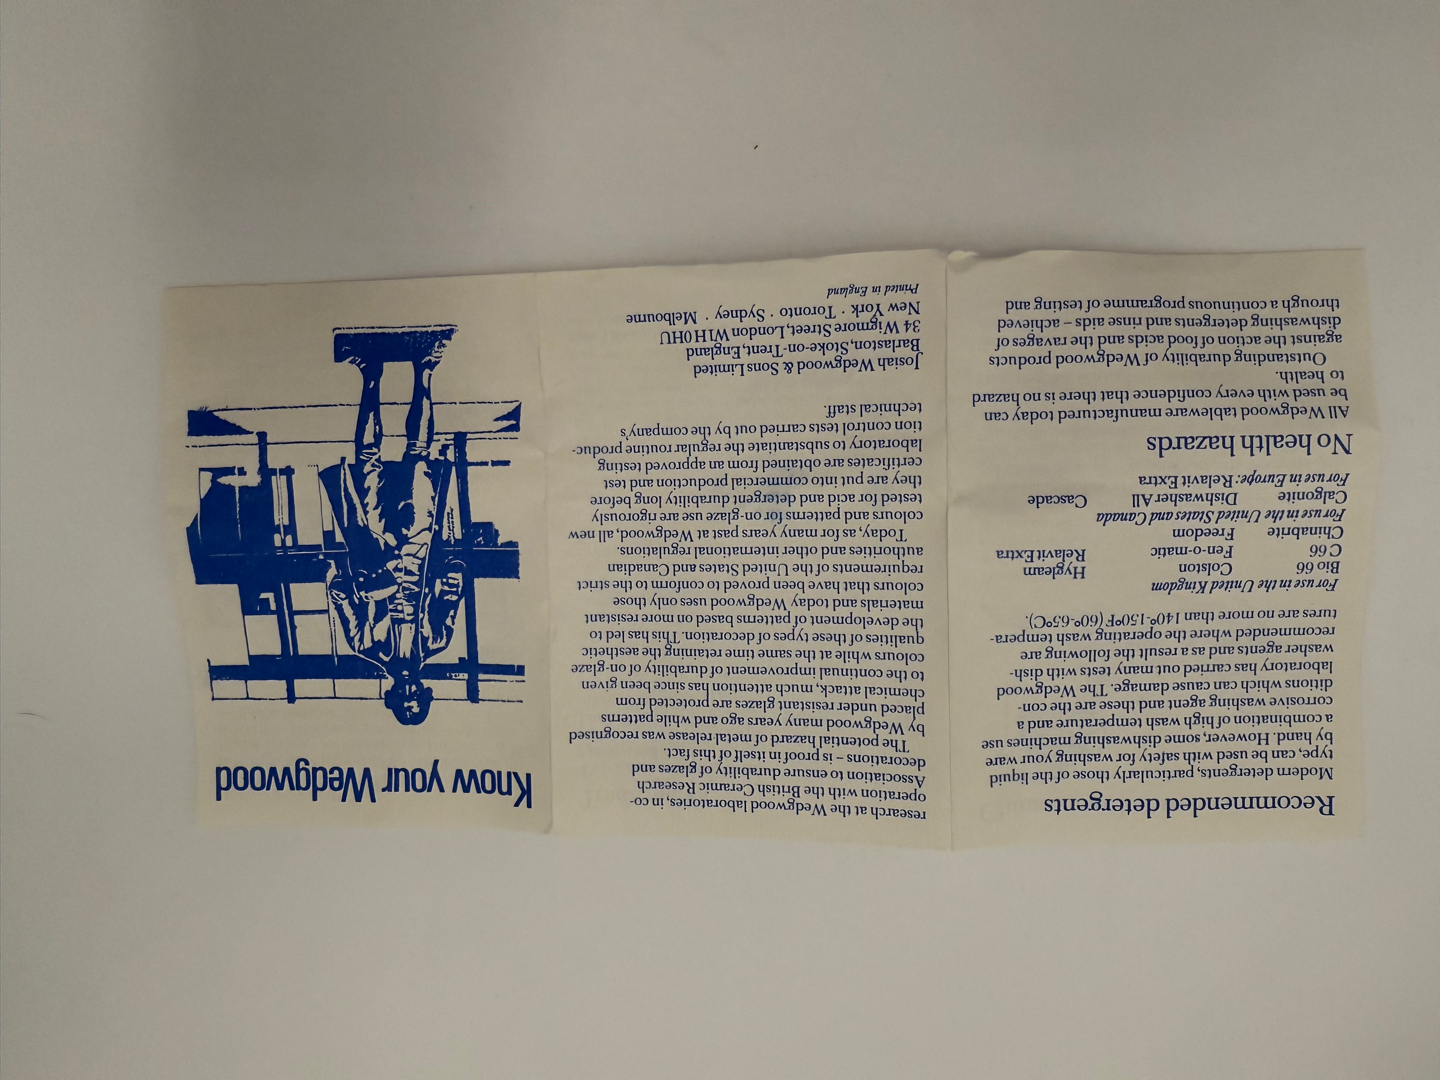 Recommended detergents
Modern detergents, particularly those of the liquid
type, can be used with safety for washing your ware
by hand. However, some dishwashing machines use
a combination of high wash temperature and a
corrosive washing agent and these are the con-
ditions which can cause damage. The Wedgwood
laboratory has carried out many tests with dish-
washer agents and as a result the following are
recommended where the operating wash tempera-
tures are no more than 140°-150°F (60°-65°C).
For use in the United Kingdom
Bio 66 Colston Hygleam
C 66 Fen-o-matic Relavit Extra
Chinabrite Freedom
For use in the United States and Canada
Calgonite Dishwasher All Cascade
For use in Europe: Relavit Extra
No health hazards
All Wedgwood tableware manufactured today can
be used with every confidence that there is no hazard
to health.
Outstanding durability of Wedgwood products
against the action of food acids and the ravages of
dishwashing detergents and rinse aids – achieved
through a continuous programme of testing and
research at the Wedgwood laboratories, in co-
operation with the British Ceramic Research
Association to ensure durability of glazes and
decorations – is proof in itself of this fact.
The potential hazard of metal release was recognised
by Wedgwood many years ago and while patterns
placed under resistant glazes are protected from
chemical attack, much attention has since been given
to the continual improvement of durability of on-glaze
colours while at the same time retaining the aesthetic
qualities of these types of decoration. This has led to
the development of patterns based on more resistant
materials and today Wedgwood uses only those
colours that have been proved to conform to the strict
requirements of the United States and Canadian
authorities and other international regulations.
Today, as for many years past at Wedgwood, all new
colours and patterns for on-glaze use are rigorously
tested for acid and detergent durability long before
they are put into commercial production and test
certificates are obtained from an approved testing
laboratory to substantiate the regular routine produc-
tion control tests carried out by the company's
technical staff.
Josiah Wedgwood & Sons Limited
Barlaston, Stoke-on-Trent, England
34 Wigmore Street, London W1H 0HU
New York · Toronto · Sydney · Melbourne
Printed in England
Know your Wedgwood